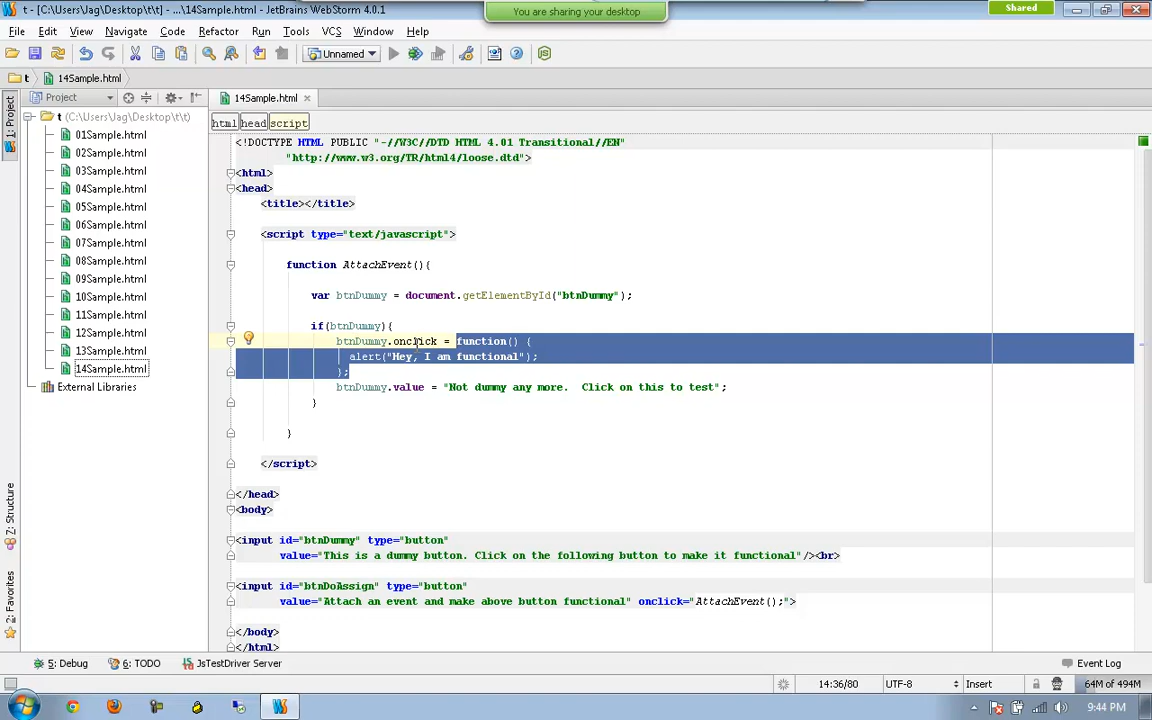 t - [C:\Users\Jag\Desktop\t\t] - ...\14Sample.html - JetBrains WebStorm 4.0.1
You are sharing your desktop
Shared
File Edit View Navigate Code Refactor Run Tools VCS Window Help
Unnamed
t 14Sample.html
Project
14Sample.html
t (C:\Users\Jag\Desktop\t\t)
01Sample.html
02Sample.html
03Sample.html
04Sample.html
05Sample.html
06Sample.html
07Sample.html
08Sample.html
09Sample.html
10Sample.html
11Sample.html
12Sample.html
13Sample.html
14Sample.html
External Libraries
1: Project
7: Structure
2: Favorites
html head script
<!DOCTYPE HTML PUBLIC "-//W3C//DTD HTML 4.01 Transitional//EN"
"http://www.w3.org/TR/html4/loose.dtd">
<html>
<head>
<title></title>
<script type="text/javascript">
function AttachEvent(){
var btnDummy = document.getElementById("btnDummy");
if(btnDummy){
btnDummy.onclick = function() {
alert("Hey, I am functional");
};
btnDummy.value = "Not dummy any more.  Click on this to test";
}
}
</script>
</head>
<body>
<input id="btnDummy" type="button"
value="This is a dummy button. Click on the following button to make it functional"/><br>
<input id="btnDoAssign" type="button"
value="Attach an event and make above button functional" onclick="AttachEvent();">
</body>
</html>
5: Debug 6: TODO JsTestDriver Server Event Log
14:36/80 UTF-8 Insert 64M of 494M
9:44 PM